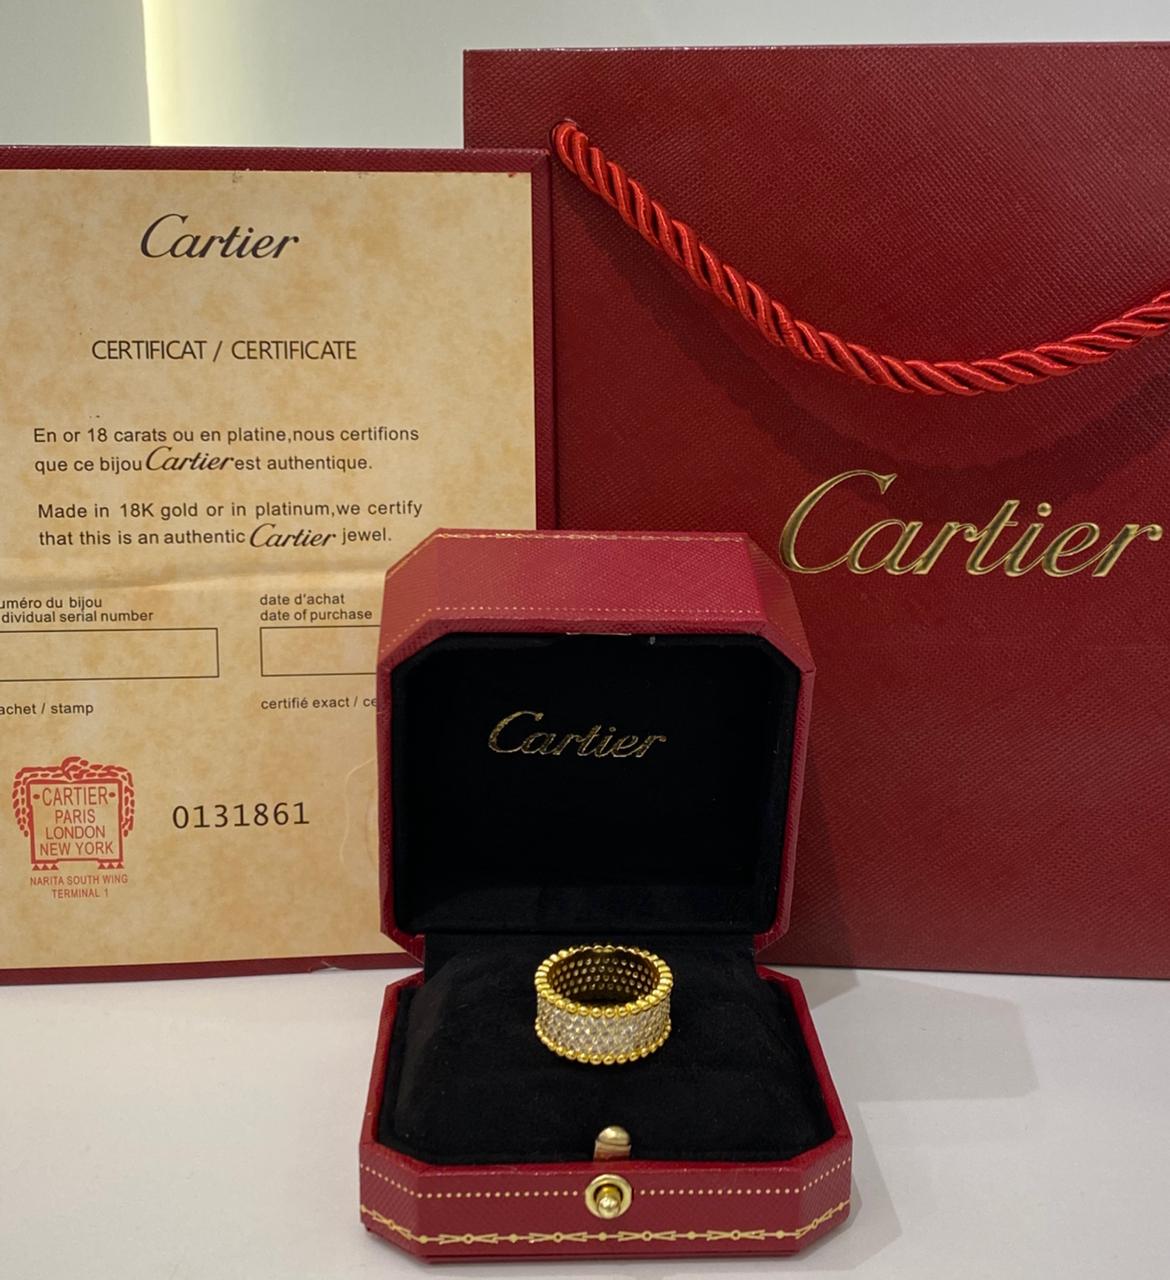 Cartier
CERTIFICAT / CERTIFICATE
En or 18 carats ou en platine,nous certifions
que ce bijou Cartier est authentique.
Made in 18K gold or in platinum,we certify
that this is an authentic Cartier jewel.
uméro du bijou
dividual serial number
date d'achat
date of purchase
achet / stamp
certifié exact / ce
CARTIER
PARIS
LONDON
NEW YORK
NARITA SOUTH WING
TERMINAL 1
0131861
Cartier
Cartier